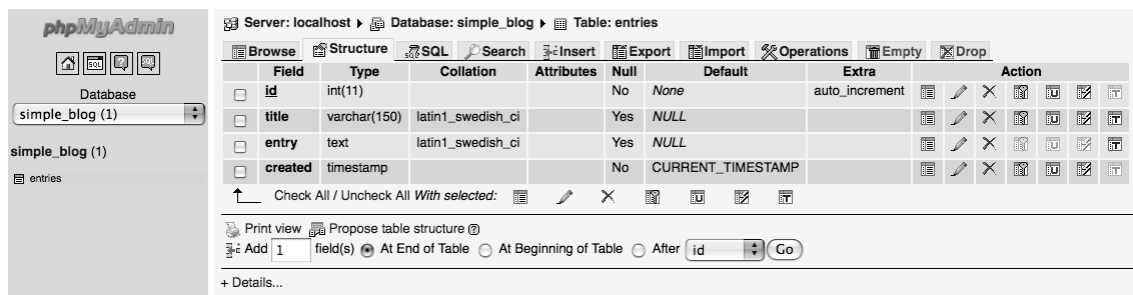 phpMyAdmin
Database
simple_blog (1)
simple_blog (1)
entries
Server: localhost ▸ Database: simple_blog ▸ Table: entries
Browse Structure SQL Search Insert Export Import Operations Empty Drop
Field Type Collation Attributes Null Default Extra Action
id int(11) No None auto_increment
title varchar(150) latin1_swedish_ci Yes NULL
entry text latin1_swedish_ci Yes NULL
created timestamp No CURRENT_TIMESTAMP
Check All / Uncheck All With selected:
Print view Propose table structure
Add 1 field(s) At End of Table At Beginning of Table After id Go
+ Details...